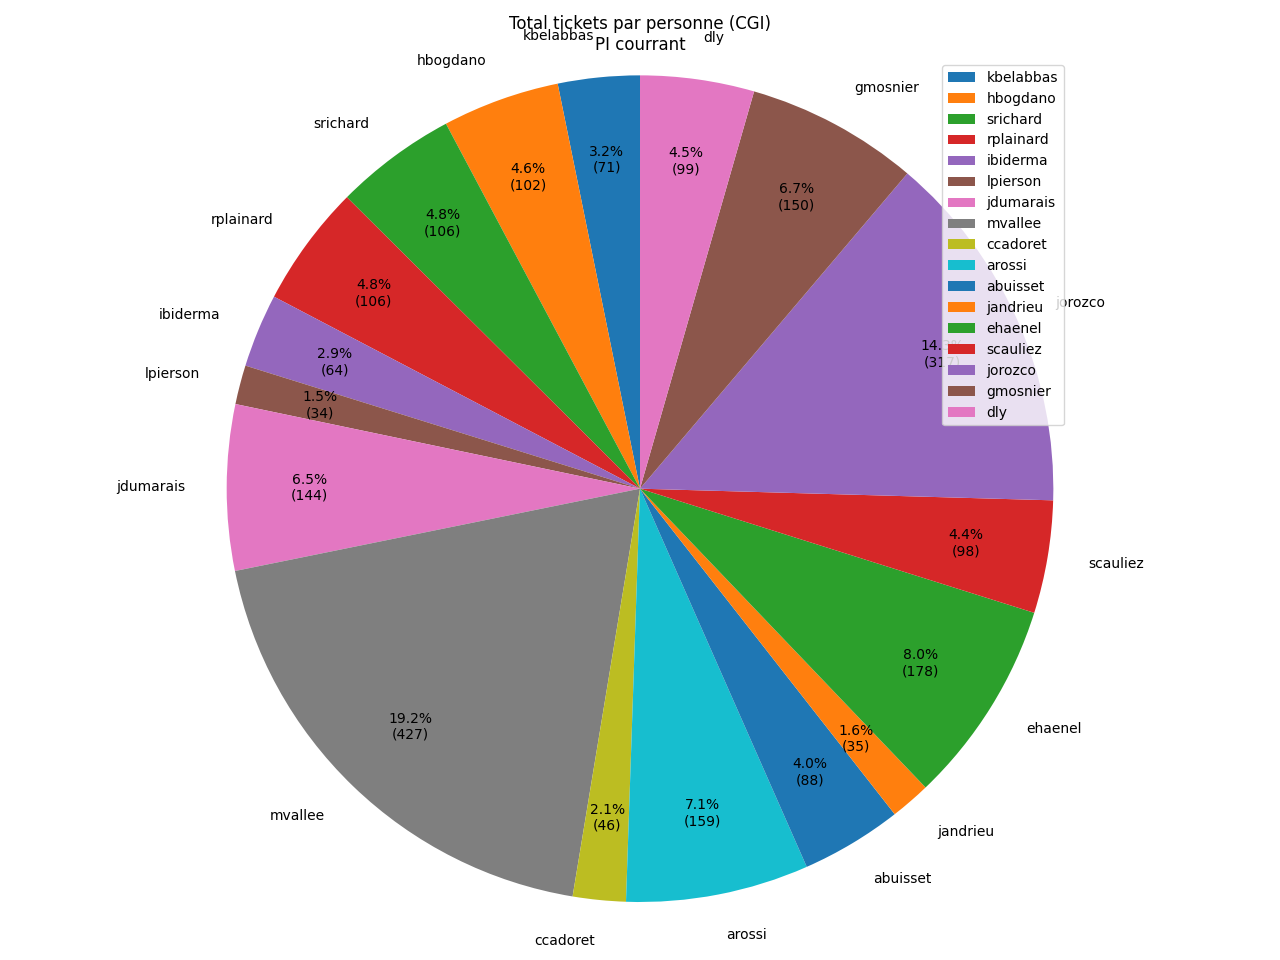 Total tickets par personne (CGI)
PI courrant
kbelabbas
dly
hbogdano
gmosnier
srichard
rplainard
ibiderma
lpierson
jdumarais
jorozco
scauliez
ehaenel
mvallee
jandrieu
abuisset
arossi
ccadoret
3.2%
(71)
4.5%
(99)
4.6%
(102)
6.7%
(150)
4.8%
(106)
4.8%
(106)
2.9%
(64)
1.5%
(34)
6.5%
(144)
4.4%
(98)
8.0%
(178)
19.2%
(427)
1.6%
(35)
4.0%
(88)
7.1%
(159)
2.1%
(46)
kbelabbas
hbogdano
srichard
rplainard
ibiderma
lpierson
jdumarais
mvallee
ccadoret
arossi
abuisset
jandrieu
ehaenel
scauliez
jorozco
gmosnier
dly